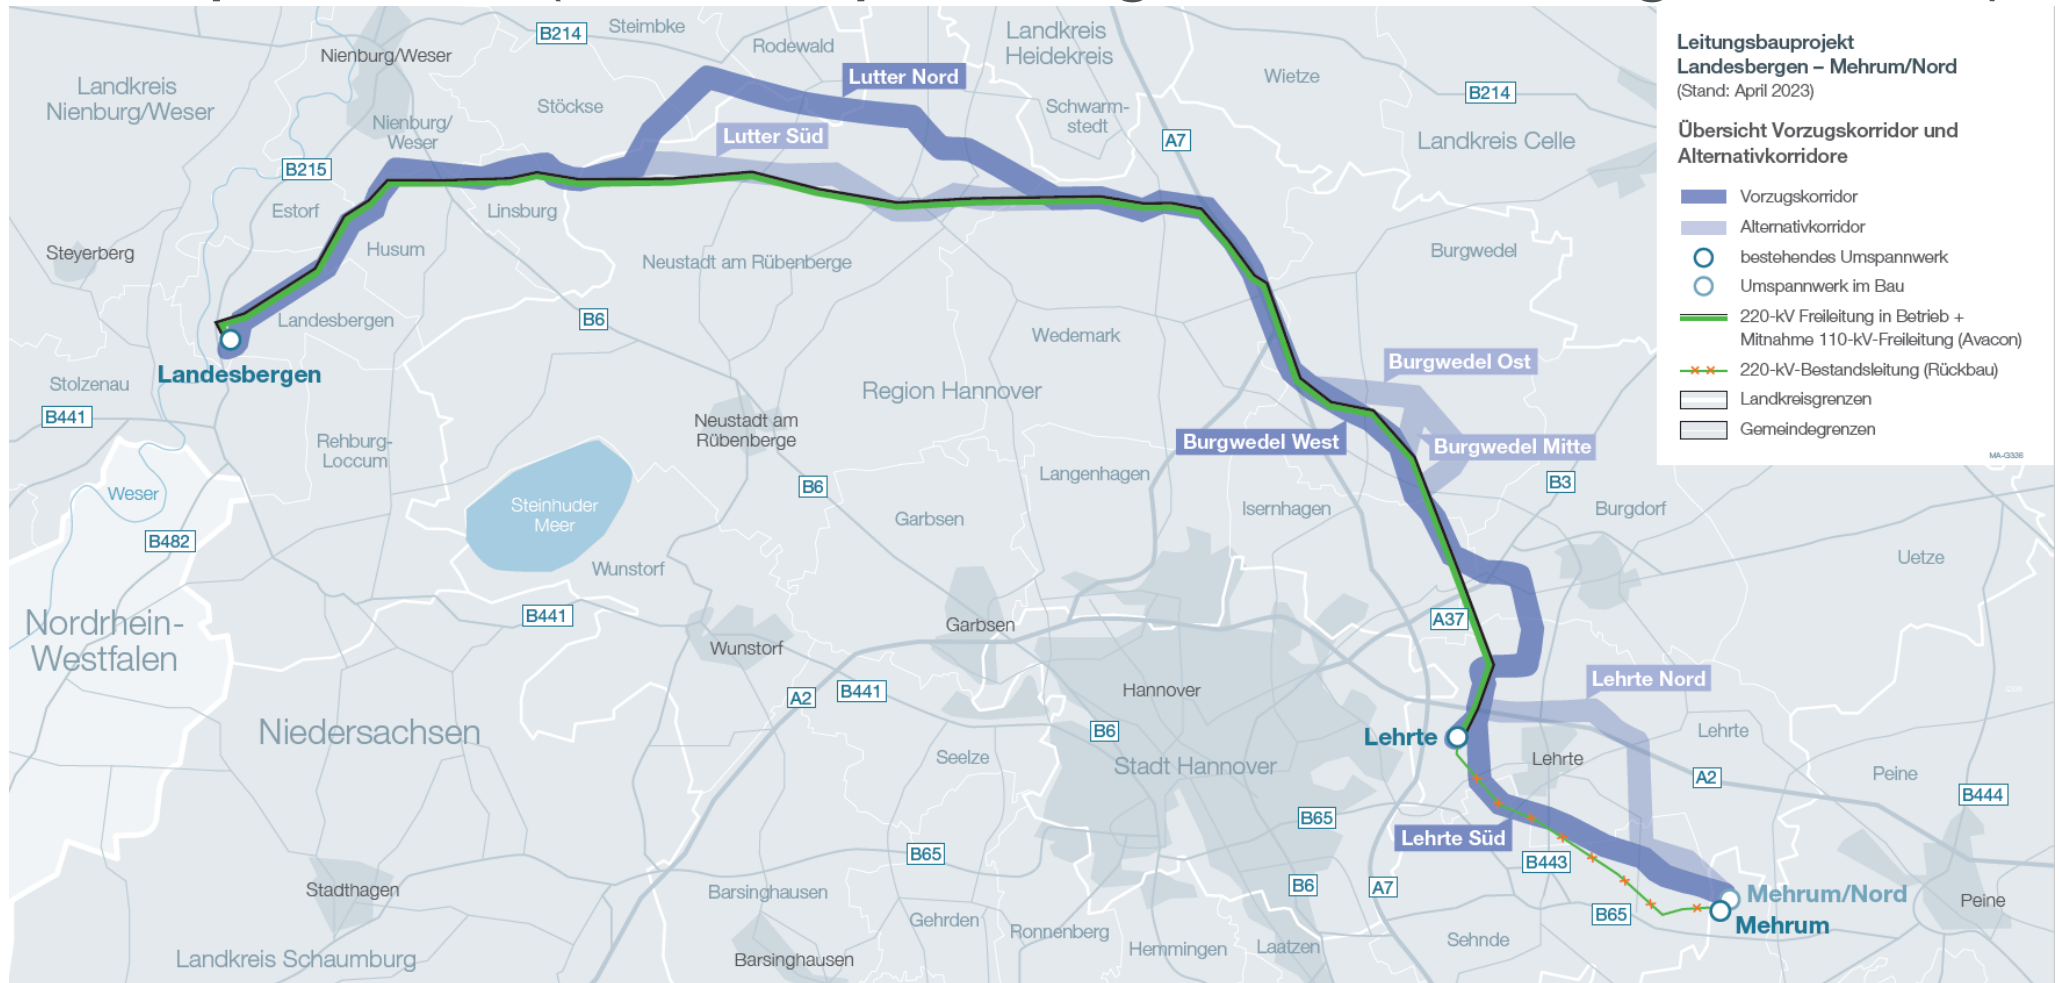 Leitungsbauprojekt
Landesbergen – Mehrum/Nord
(Stand: April 2023)
Übersicht Vorzugskorridor und
Alternativkorridore
Vorzugskorridor
Alternativkorridor
bestehendes Umspannwerk
Umspannwerk im Bau
220-kV Freileitung in Betrieb +
Mitnahme 110-kV-Freileitung (Avacon)
220-kV-Bestandsleitung (Rückbau)
Landkreisgrenzen
Gemeindegrenzen
MA-G336
B214
Steimbke
Rodewald
Landkreis
Heidekreis
Nienburg/Weser
Lutter Nord
Wietze
B214
Landkreis
Nienburg/Weser
Stöckse
Schwarm-
stedt
Nienburg/
Weser
Lutter Süd
A7
Landkreis Celle
B215
Estorf
Linsburg
Steyerberg
Husum
Neustadt am Rübenberge
Burgwedel
Landesbergen
B6
Wedemark
Landesbergen
Stolzenau
Region Hannover
Burgwedel Ost
B441
Neustadt am
Rübenberge
Burgwedel West
Burgwedel Mitte
Rehburg-
Loccum
Langenhagen
B6
B3
Weser
Steinhuder
Meer
Garbsen
Isernhagen
Burgdorf
B482
Wunstorf
Uetze
Nordrhein-
Westfalen
B441
Garbsen
A37
Wunstorf
Hannover
Lehrte Nord
A2
B441
Niedersachsen
B6
Lehrte
Lehrte
Seelze
Stadt Hannover
Lehrte
A2
Peine
B444
B65
Lehrte Süd
B65
B443
Stadthagen
Barsinghausen
B6
A7
Mehrum/Nord
Peine
Gehrden
Ronnenberg
B65
Mehrum
Landkreis Schaumburg
Barsinghausen
Hemmingen
Laatzen
Sehnde